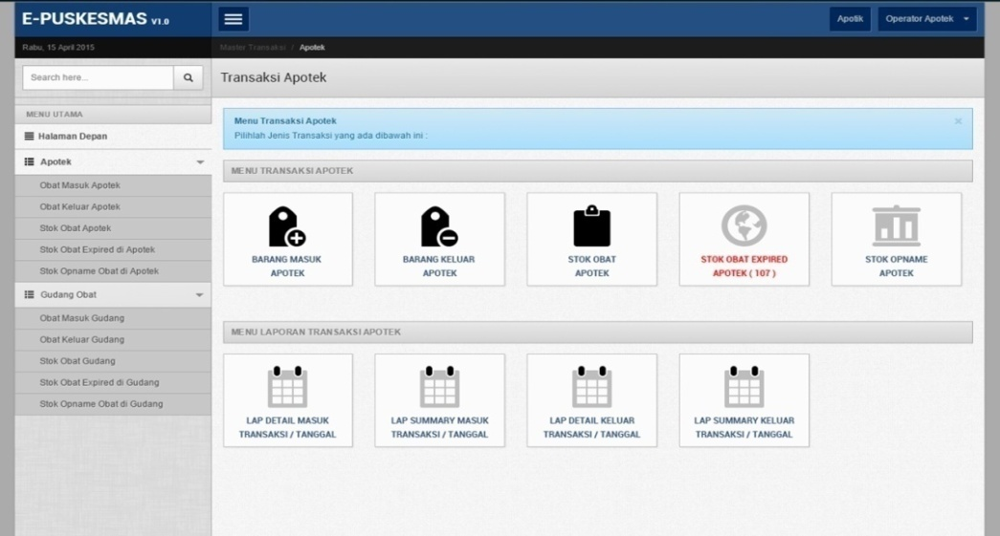 E-PUSKESMAS V1.0
Apotik
Operator Apotek
Rabu, 15 April 2015
Master Transaksi / Apotek
Search here...
Transaksi Apotek
MENU UTAMA
Halaman Depan
Apotek
Obat Masuk Apotek
Obat Keluar Apotek
Stok Obat Apotek
Stok Obat Expired di Apotek
Stok Opname Obat di Apotek
Gudang Obat
Obat Masuk Gudang
Obat Keluar Gudang
Stok Obat Gudang
Stok Obat Expired di Gudang
Stok Opname Obat di Gudang
Menu Transaksi Apotek
Pilihlah Jenis Transaksi yang ada dibawah ini :
MENU TRANSAKSI APOTEK
BARANG MASUK
APOTEK
BARANG KELUAR
APOTEK
STOK OBAT
APOTEK
STOK OBAT EXPIRED
APOTEK ( 107 )
STOK OPNAME
APOTEK
MENU LAPORAN TRANSAKSI APOTEK
LAP DETAIL MASUK
TRANSAKSI / TANGGAL
LAP SUMMARY MASUK
TRANSAKSI / TANGGAL
LAP DETAIL KELUAR
TRANSAKSI / TANGGAL
LAP SUMMARY KELUAR
TRANSAKSI / TANGGAL